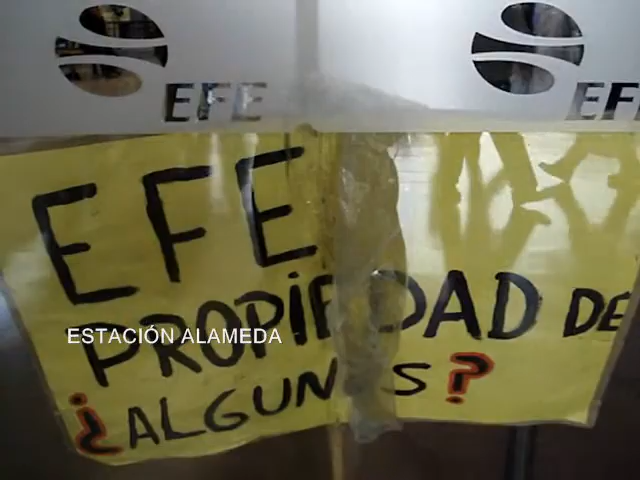 EFE
EFE
EFE
PROPIEDAD DE
ESTACIÓN ALAMEDA
¿ALGUNOS?